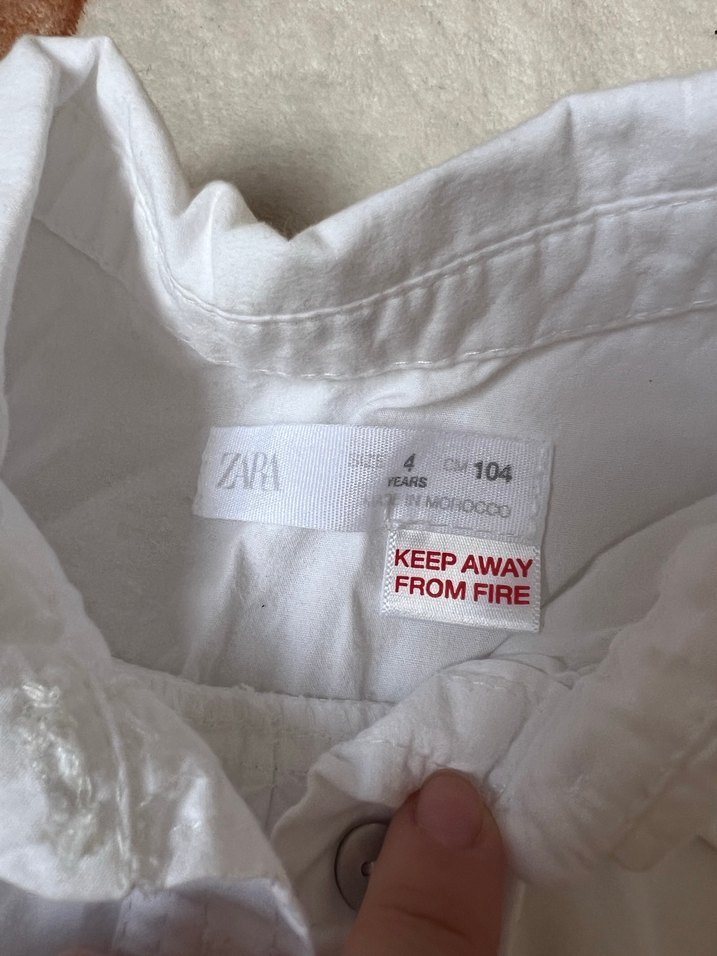 ZARA
SIZE 4 CM 104
YEARS
MADE IN MOROCCO
KEEP AWAY
FROM FIRE